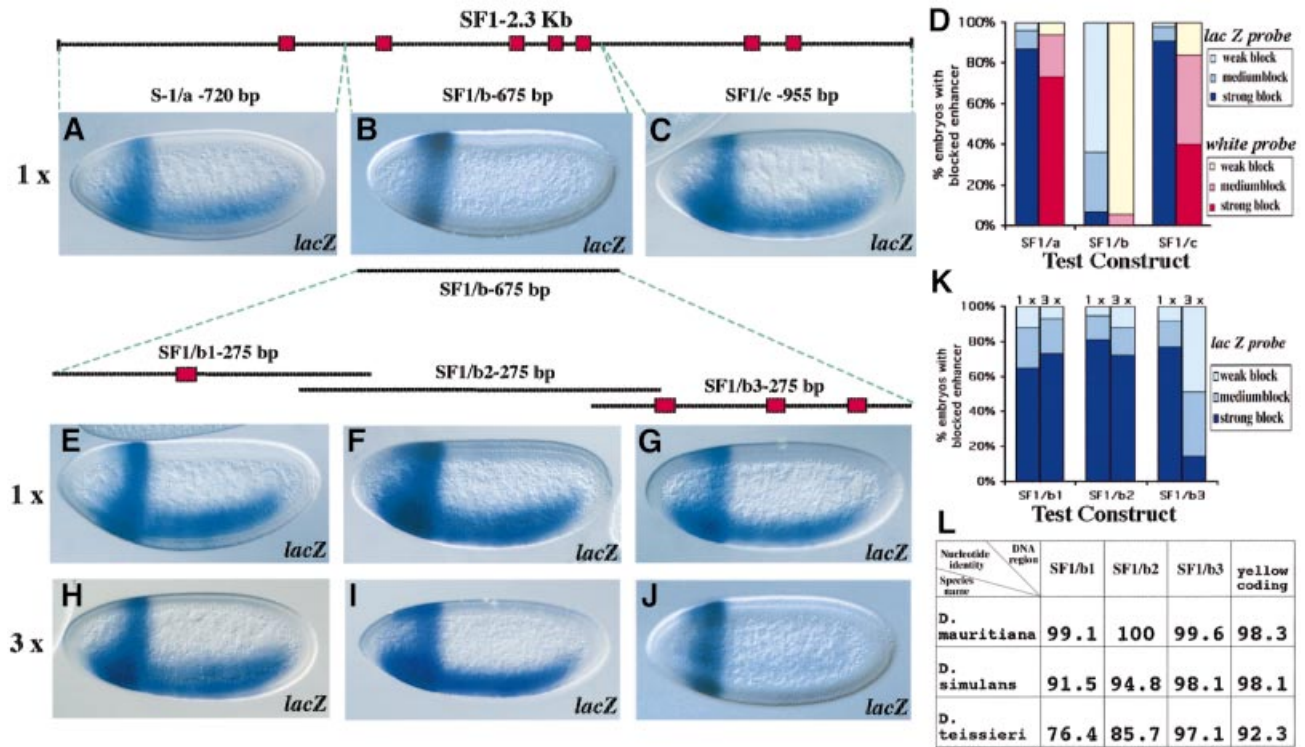 SF1-2.3 Kb
S-1/a -720 bp
SF1/b-675 bp
SF1/c -955 bp
1 x
A
lacZ
B
lacZ
C
lacZ
SF1/b-675 bp
SF1/b1-275 bp
SF1/b2-275 bp
SF1/b3-275 bp
1 x
E
lacZ
F
lacZ
G
lacZ
3 x
H
lacZ
I
lacZ
J
lacZ
D
% embryos with
blocked enhancer
100%
80%
60%
40%
20%
0%
SF1/a
SF1/b
SF1/c
Test Construct
lac Z probe
weak block
mediumblock
strong block
white probe
weak block
mediumblock
strong block
K
% embryos with
blocked enhancer
100%
80%
60%
40%
20%
0%
1 x 3 x
1 x 3 x
1 x 3 x
SF1/b1
SF1/b2
SF1/b3
Test Construct
lac Z probe
weak block
mediumblock
strong block
L
Nucleotide
identity
DNA
region
Species
name
SF1/b1
SF1/b2
SF1/b3
yellow
coding
D.
mauritiana
99.1
100
99.6
98.3
D.
simulans
91.5
94.8
98.1
98.1
D.
teissieri
76.4
85.7
97.1
92.3